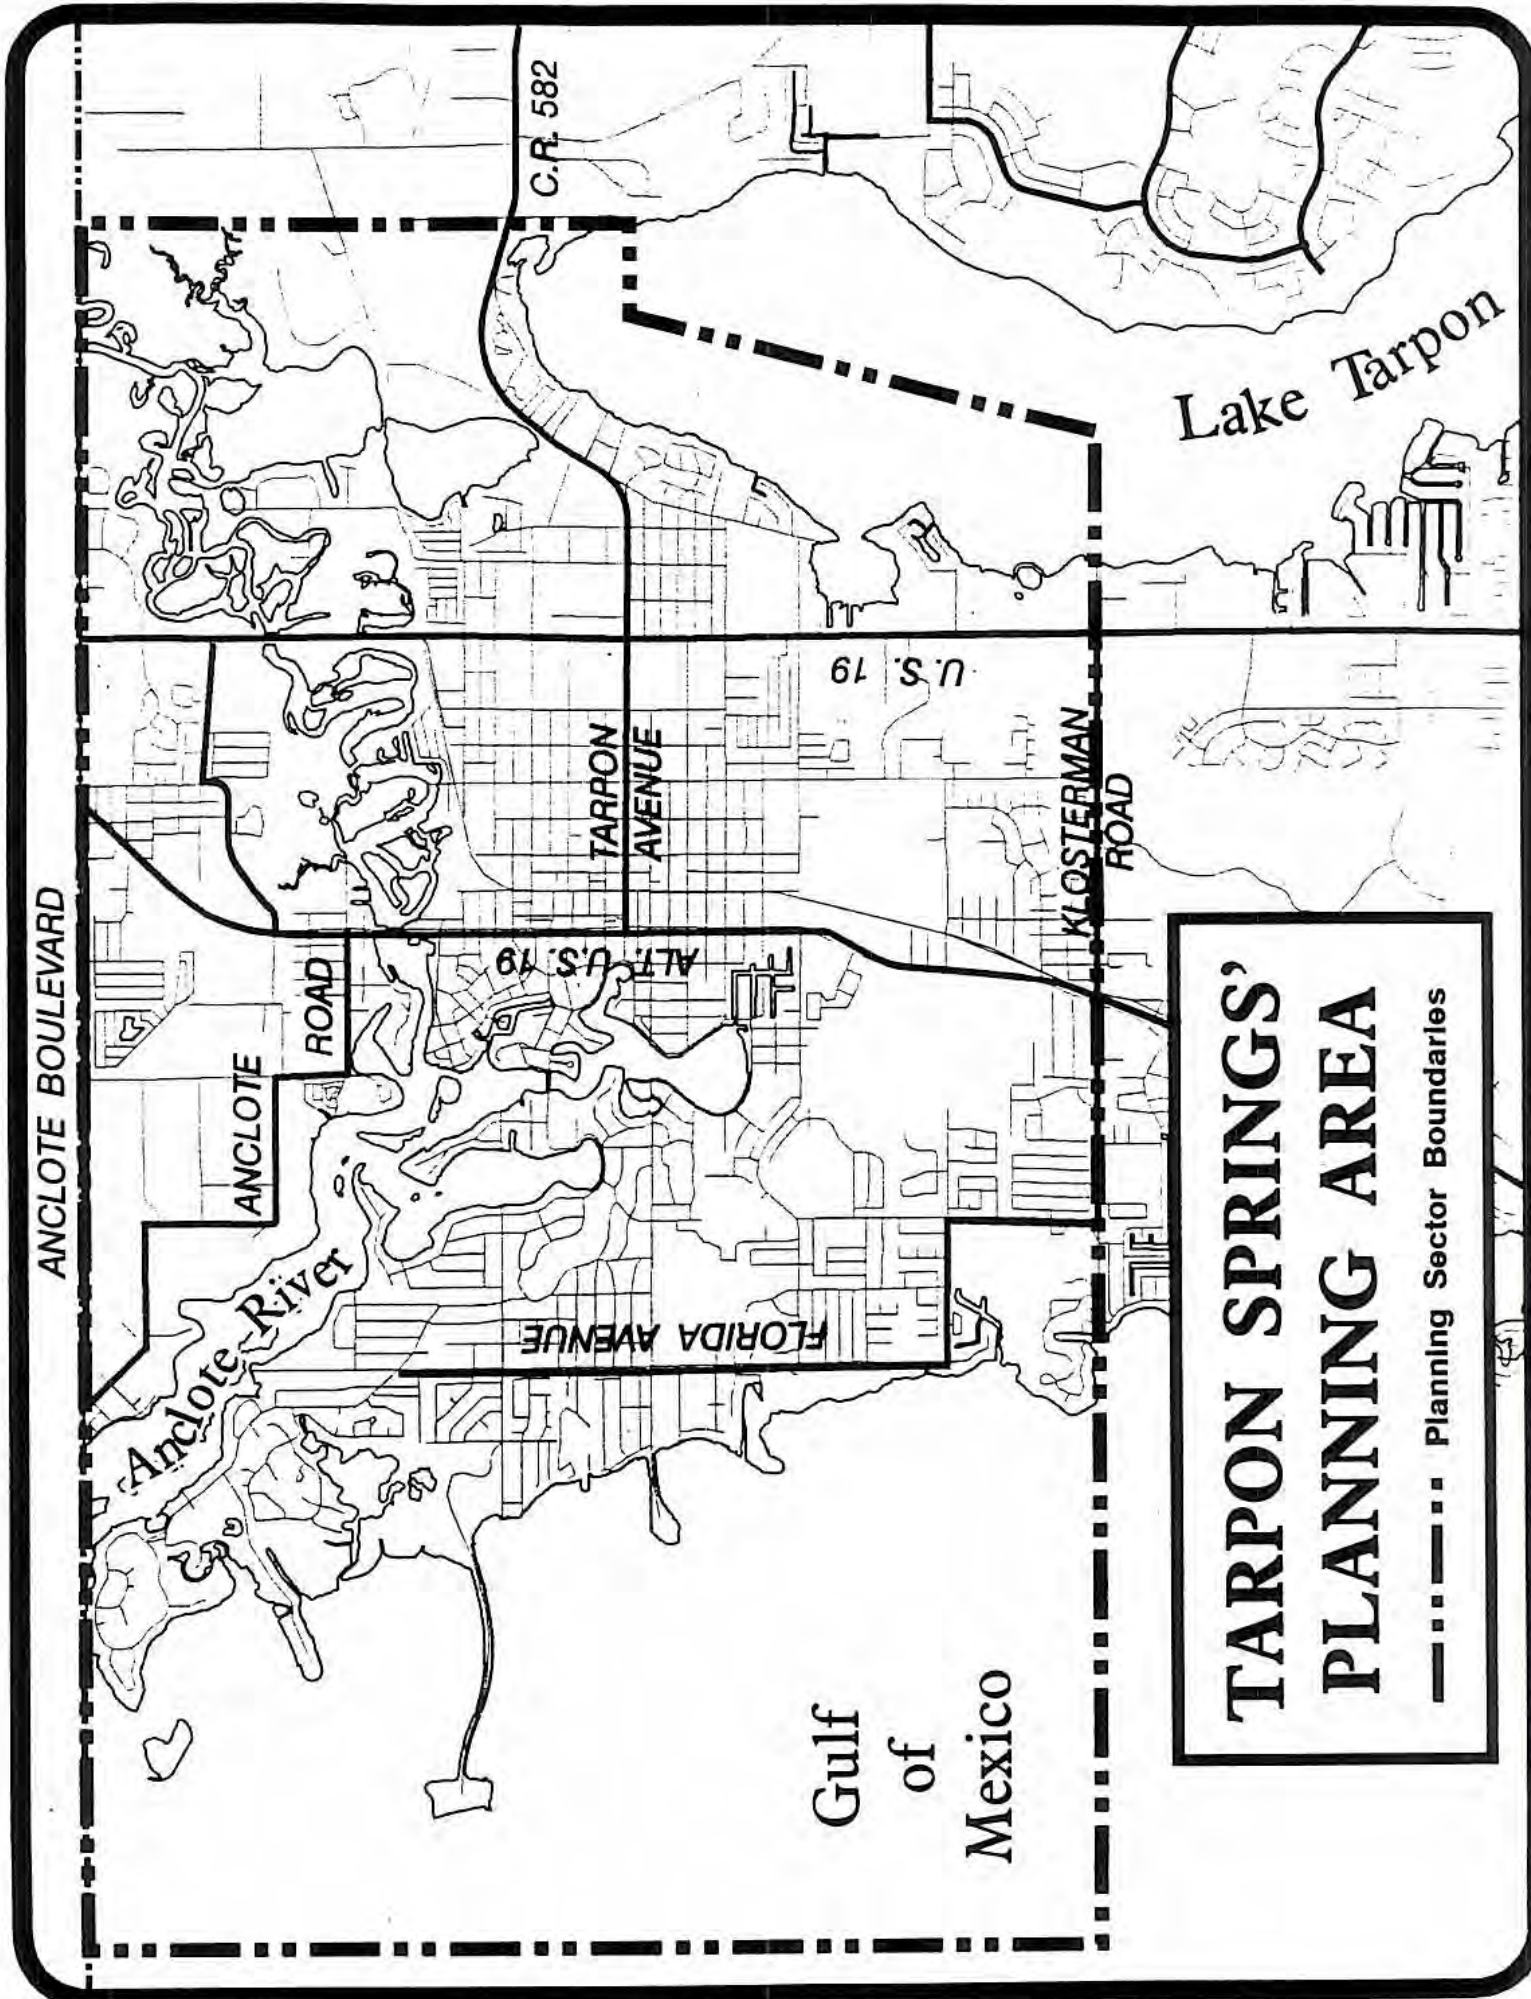 ANCLOTE BOULEVARD
Anclote River
ANCLOTE
ROAD
C.R. 582
ALT. U.S. 19
TARPON
AVENUE
U.S. 19
FLORIDA AVENUE
KLOSTERMAN
ROAD
Lake Tarpon
Gulf
of
Mexico
TARPON SPRINGS'
PLANNING AREA
Planning Sector Boundaries